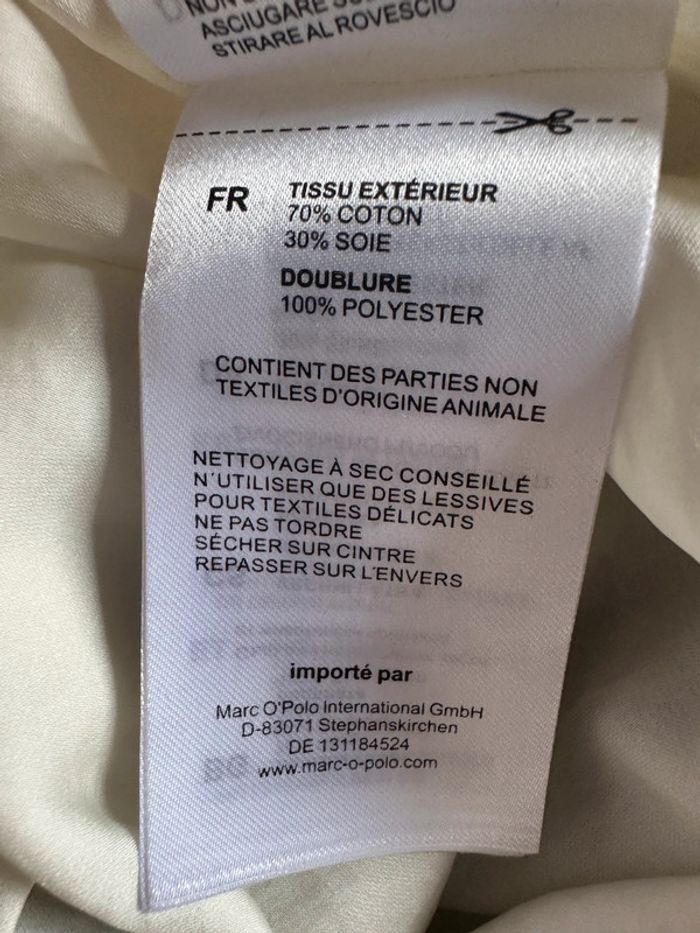 ASCIUGARE
STIRARE AL ROVESCIO
FR
TISSU EXTÉRIEUR
70% COTON
30% SOIE
DOUBLURE
100% POLYESTER
CONTIENT DES PARTIES NON
TEXTILES D'ORIGINE ANIMALE
NETTOYAGE À SEC CONSEILLÉ
N'UTILISER QUE DES LESSIVES
POUR TEXTILES DÉLICATS
NE PAS TORDRE
SÉCHER SUR CINTRE
REPASSER SUR L'ENVERS
importé par
Marc O'Polo International GmbH
D-83071 Stephanskirchen
DE 131184524
www.marc-o-polo.com